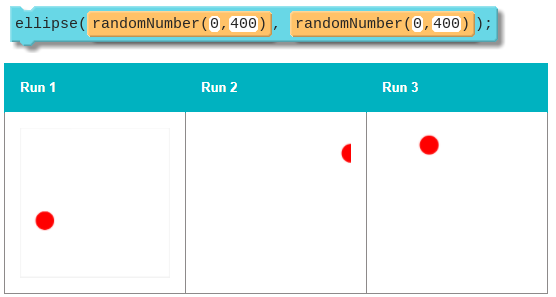 ellipse(randomNumber(0,400), randomNumber(0,400));
Run 1 Run 2 Run 3